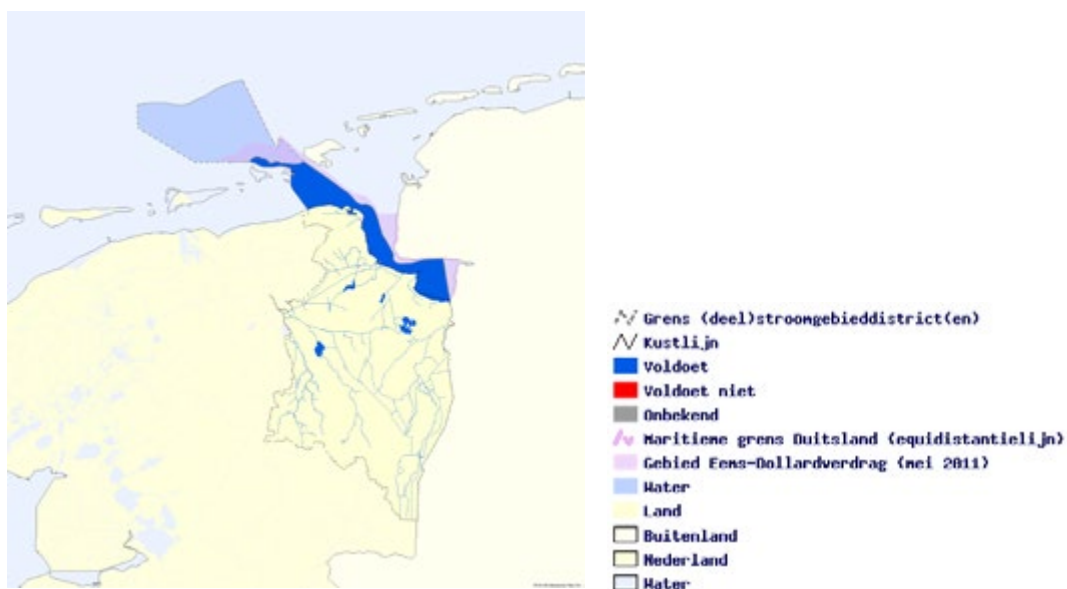 Grens (deel)stroomgebieddistrict(en)
Kustlijn
Voldoet
Voldoet niet
Onbekend
Maritieme grens Duitsland (equidistantielijn)
Gebied Eems-Dollardverdrag (mei 2011)
Water
Land
Buitenland
Nederland
Water